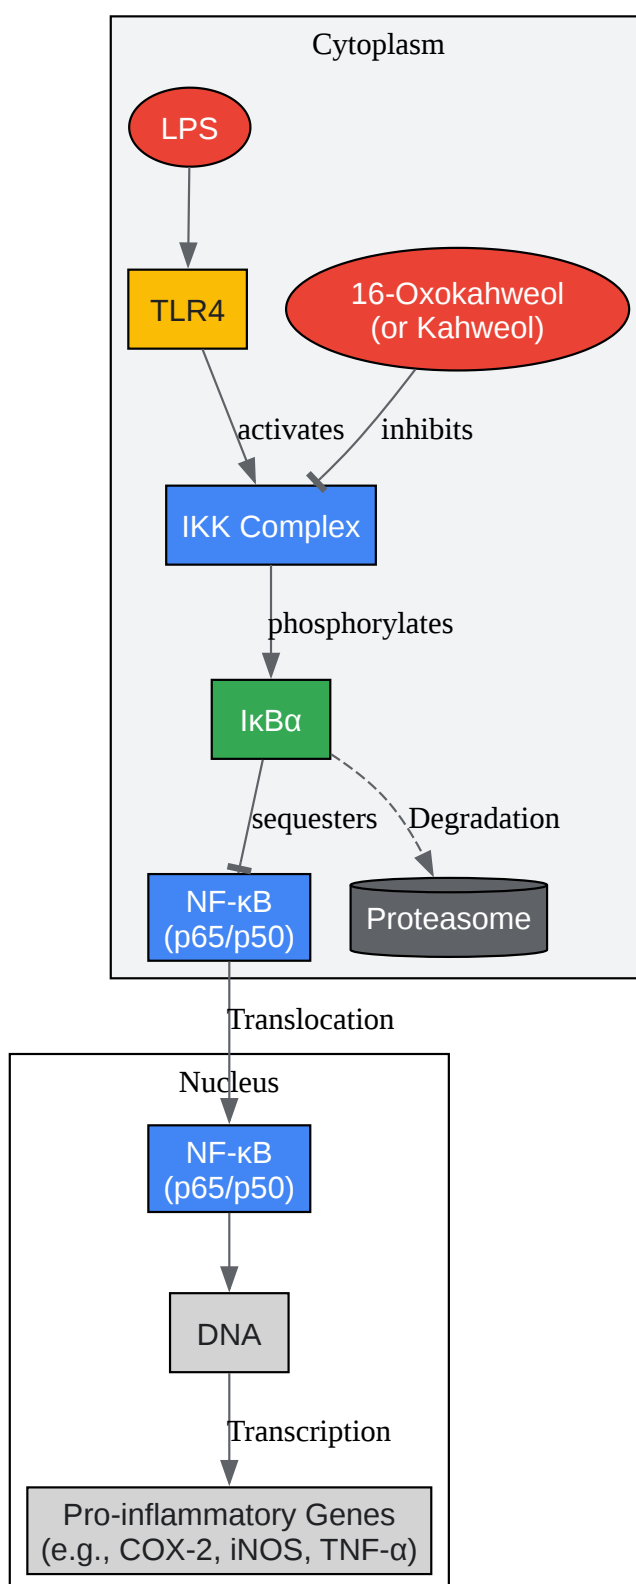 Cytoplasm
LPS
TLR4
16-Oxokahweol
(or Kahweol)
activates
inhibits
IKK Complex
phosphorylates
IκBα
sequesters
Degradation
NF-κB
(p65/p50)
Proteasome
Translocation
Nucleus
NF-κB
(p65/p50)
DNA
Transcription
Pro-inflammatory Genes
(e.g., COX-2, iNOS, TNF-α)